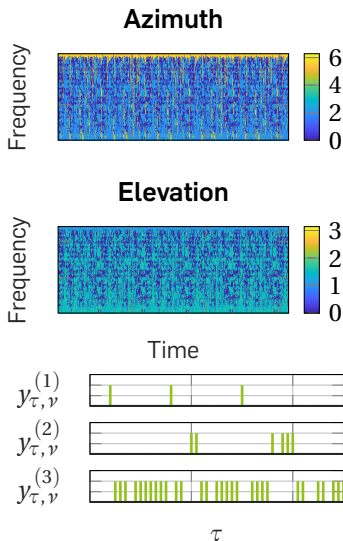 Azimuth
Frequency
6
4
2
0
Elevation
Frequency
3
2
1
0
Time
y_{τ,ν}^{(1)}
y_{τ,ν}^{(2)}
y_{τ,ν}^{(3)}
τ